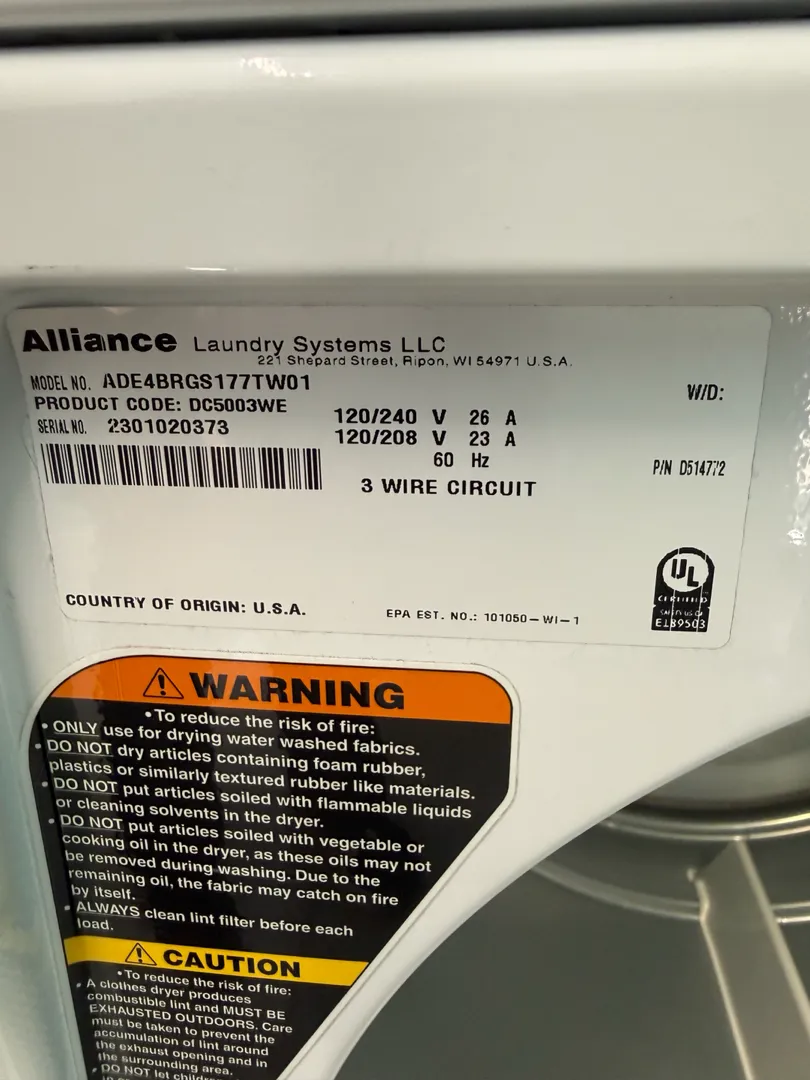 Alliance Laundry Systems LLC
221 Shepard Street, Ripon, WI 54971 U.S.A.
MODEL NO. ADE4BRGS177TW01
PRODUCT CODE: DC5003WE
SERIAL NO. 2301020373
120/240 V 26 A
120/208 V 23 A
60 Hz
3 WIRE CIRCUIT
W/D:
P/N D514772
COUNTRY OF ORIGIN: U.S.A.
EPA EST. NO.: 101050-WI-1
UL
CERTIFIED
E189503
WARNING
• To reduce the risk of fire:
• ONLY use for drying water washed fabrics.
• DO NOT dry articles containing foam rubber,
plastics or similarly textured rubber like materials.
• DO NOT put articles soiled with flammable liquids
or cleaning solvents in the dryer.
• DO NOT put articles soiled with vegetable or
cooking oil in the dryer, as these oils may not
be removed during washing. Due to the
remaining oil, the fabric may catch on fire
by itself.
• ALWAYS clean lint filter before each
load.
CAUTION
• To reduce the risk of fire:
• A clothes dryer produces
combustible lint and MUST BE
EXHAUSTED OUTDOORS. Care
must be taken to prevent the
accumulation of lint around
the exhaust opening and in
the surrounding area.
• DO NOT let